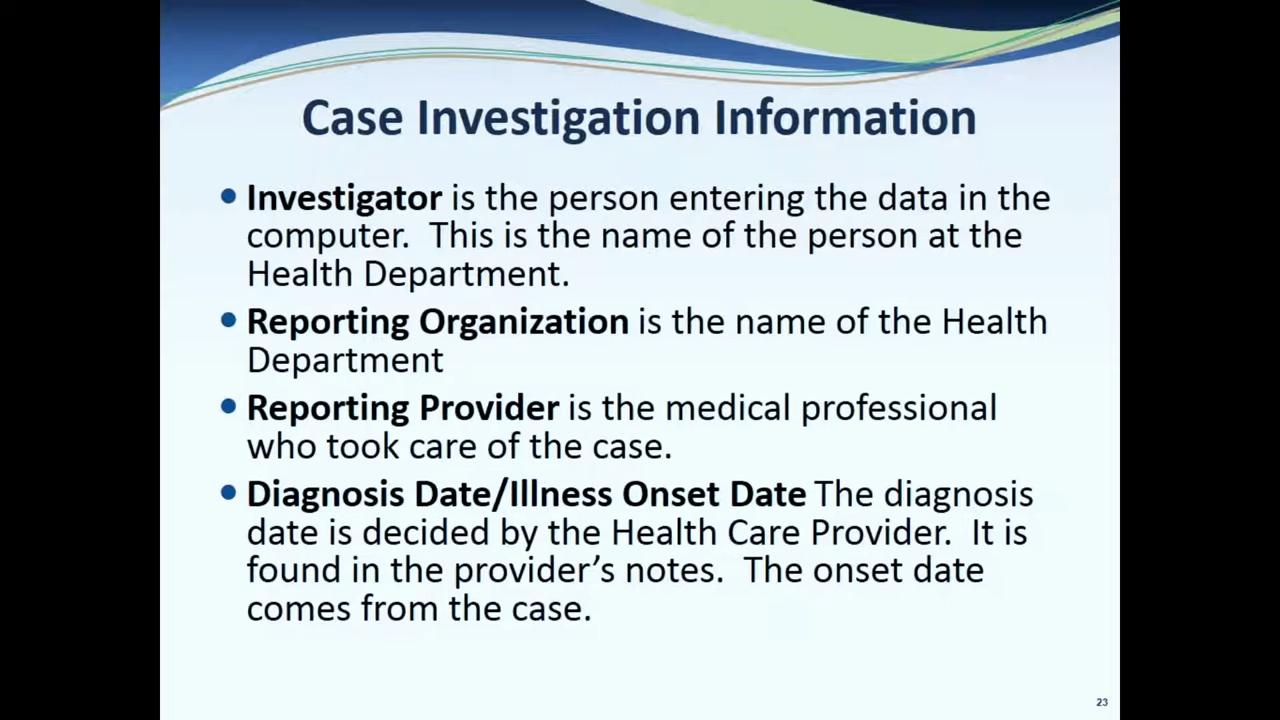 Case Investigation Information
• Investigator is the person entering the data in the
computer.  This is the name of the person at the
Health Department.
• Reporting Organization is the name of the Health
Department
• Reporting Provider is the medical professional
who took care of the case.
• Diagnosis Date/Illness Onset Date The diagnosis
date is decided by the Health Care Provider.  It is
found in the provider’s notes.  The onset date
comes from the case.
23